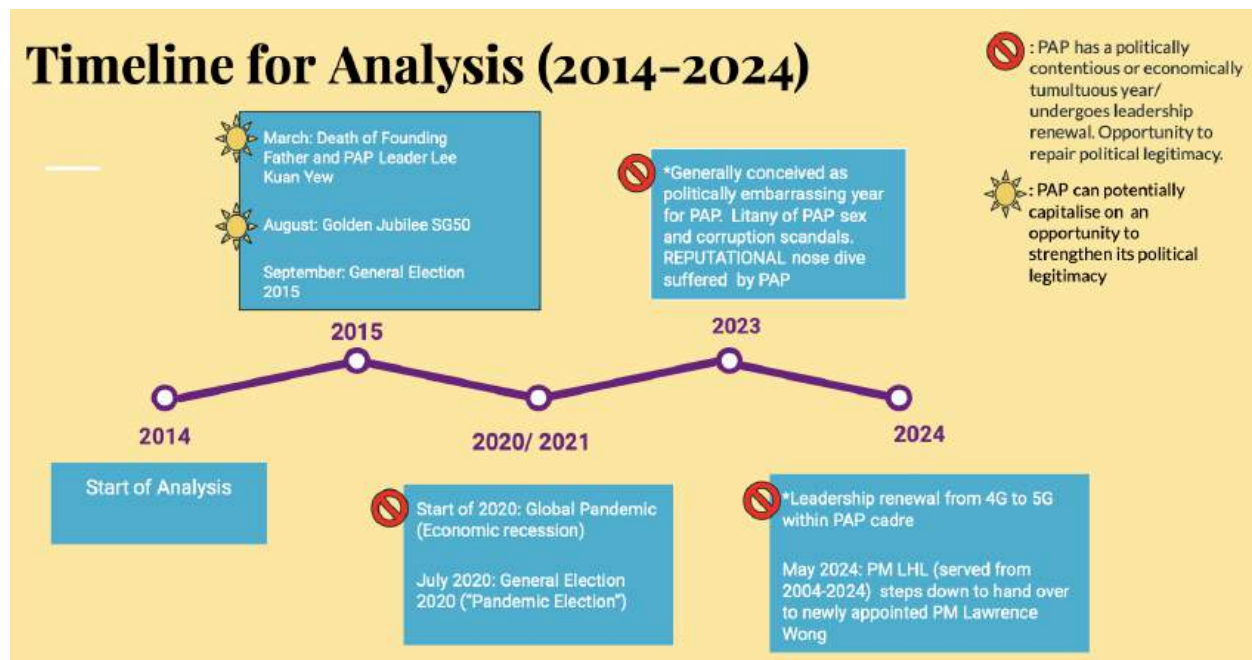 Timeline for Analysis (2014-2024)
: PAP has a politically
contentious or economically
tumultuous year/
undergoes leadership
renewal. Opportunity to
repair political legitimacy.
: PAP can potentially
capitalise on an
opportunity to
strengthen its political
legitimacy
March: Death of Founding
Father and PAP Leader Lee
Kuan Yew
August: Golden Jubilee SG50
September: General Election
2015
*Generally conceived as
politically embarrassing year
for PAP. Litany of PAP sex
and corruption scandals.
REPUTATIONAL nose dive
suffered by PAP
2015
2023
2014
2020/ 2021
2024
Start of Analysis
Start of 2020: Global Pandemic
(Economic recession)
July 2020: General Election
2020 (“Pandemic Election”)
*Leadership renewal from 4G to 5G
within PAP cadre
May 2024: PM LHL (served from
2004-2024) steps down to hand over
to newly appointed PM Lawrence
Wong